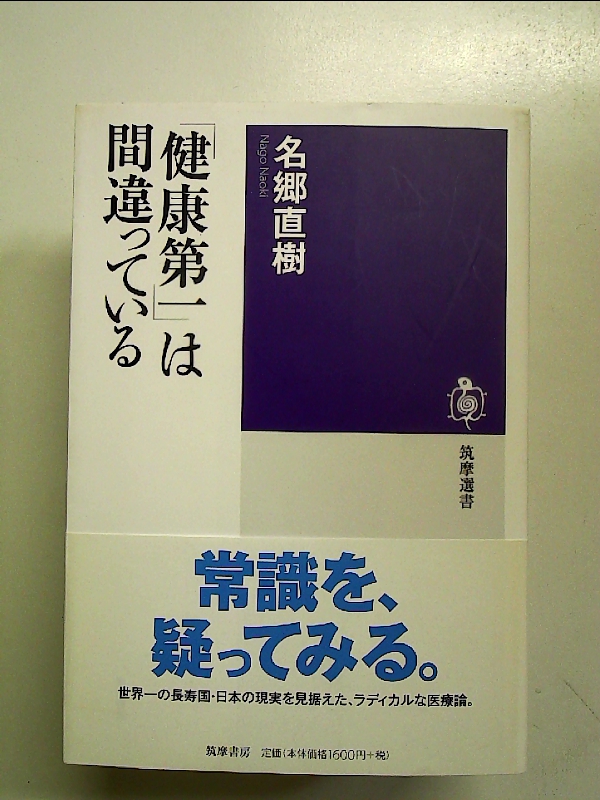 「健康第一」は
間違っている
名郷直樹
Nago Naoki
筑摩選書
常識を、
疑ってみる。
世界一の長寿国・日本の現実を見据えた、ラディカルな医療論。
筑摩書房 定価(本体価格1600円+税)